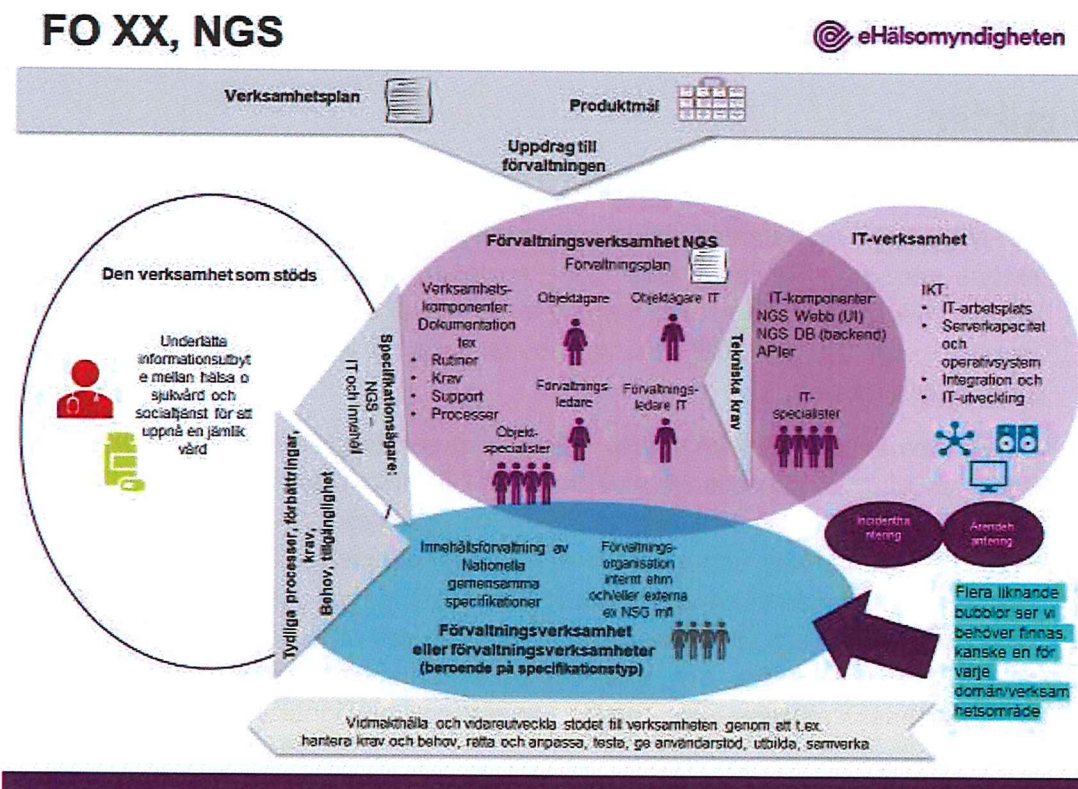 FO XX, NGS
eHälsomyndigheten
Verksamhetsplan
Produktmål
Uppdrag till
förvaltningen
Den verksamhet som stöds
Underlätta
informationsutbyt
e mellan hälsa o
sjukvård och
socialtjänst för att
uppnå en jämlik
vård
Specifikationsägare:
NGS –
IT och innehåll
Tydliga processer, förbättringar,
krav,
Behov, tillgänglighet
Förvaltningsverksamhet NGS
Förvaltningsplan
Verksamhets-
komponenter:
Dokumentation
tex
• Rutiner
• Krav
• Support
• Processer
Objektägare
Objektägare IT
Förvaltnings-
ledare
Förvaltnings-
ledare IT
Objekt-
specialister
Tekniska krav
IT-komponenter:
NGS Webb (UI)
NGS DB (backend)
APIer
IT-
specialister
IT-verksamhet
IKT:
• IT-arbetsplats
• Serverkapacitet
och
operativsystem
• Integration och
• IT-utveckling
Incidentha
ntering
Ärendeh
antering
Innehållsförvaltning av
Nationella
gemensamma
specifikationer
Förvaltnings-
organisation
internt ehm
och/eller externa
ex NSG mfl
Förvaltningsverksamhet
eller förvaltningsverksamheter
(beroende på specifikationstyp)
Flera liknande
bubblor ser vi
behöver finnas,
kanske en för
varje
domän/verksam
hetsområde
Vidmakthålla och vidareutveckla stödet till verksamheten genom att t.ex.
hantera krav och behov, rätta och anpassa, testa, ge användarstöd, utbilda, samverka